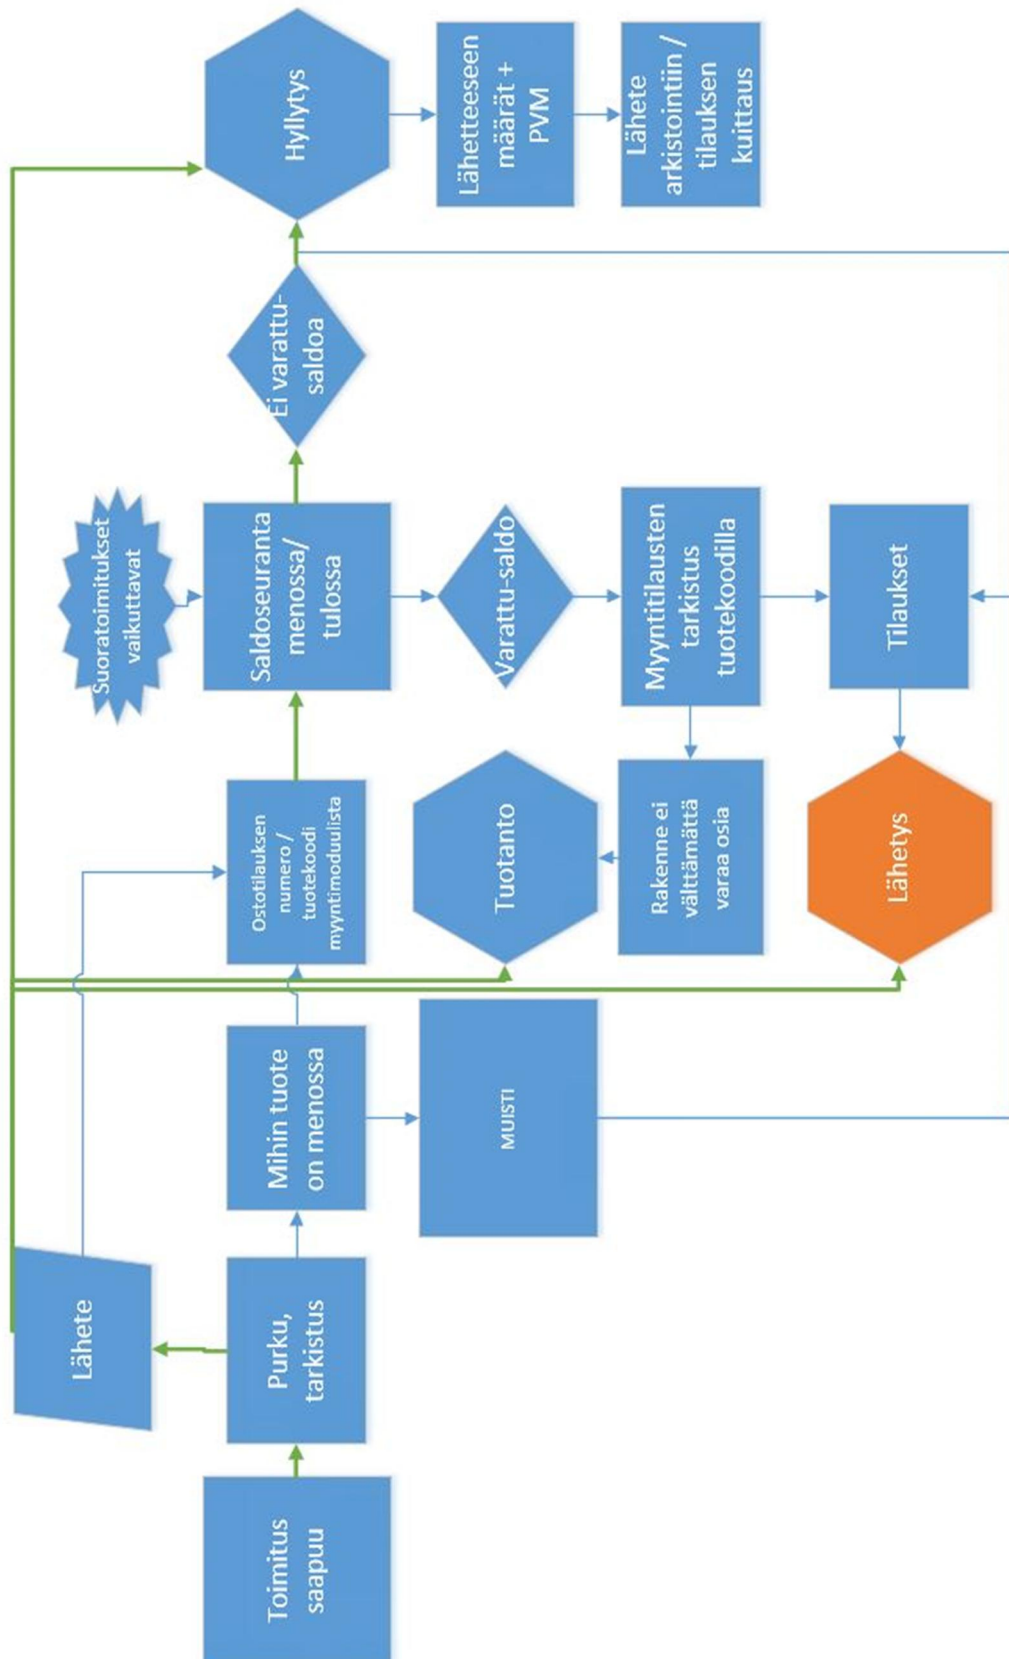 Toimitus
saapuu
Purku,
tarkistus
Lähete
Mihin tuote
on menossa
MUISTI
Ostotilauksen
numero /
tuotekoodi
myyntimoduulista
Suoratoimitukset
vaikuttavat
Saldoseuranta
menossa/
tulossa
Ei varattu-
saldoa
Hyllytys
Lähetteeseen
määrät +
PVM
Lähete
arkistointiin /
tilauksen
kuittaus
Varattu-saldo
Myyntitilausten
tarkistus
tuotekoodilla
Rakenne ei
välttämättä
varaa osia
Tuotanto
Tilaukset
Lähetys